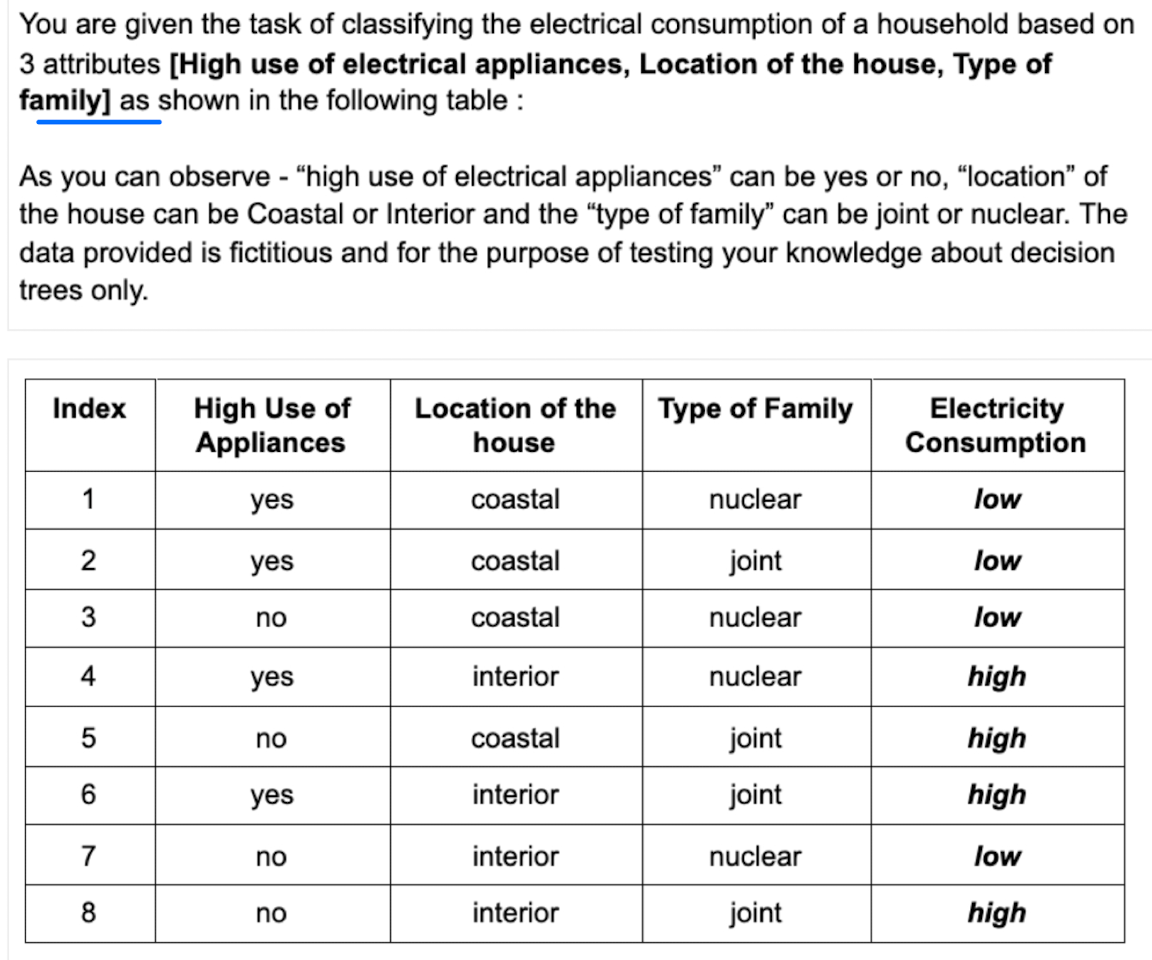 You are given the task of classifying the electrical consumption of a household based on
3 attributes [High use of electrical appliances, Location of the house, Type of
family] as shown in the following table :
As you can observe - “high use of electrical appliances” can be yes or no, “location” of
the house can be Coastal or Interior and the “type of family” can be joint or nuclear. The
data provided is fictitious and for the purpose of testing your knowledge about decision
trees only.
Index High Use of Appliances Location of the house Type of Family Electricity Consumption
1 yes coastal nuclear low
2 yes coastal joint low
3 no coastal nuclear low
4 yes interior nuclear high
5 no coastal joint high
6 yes interior joint high
7 no interior nuclear low
8 no interior joint high